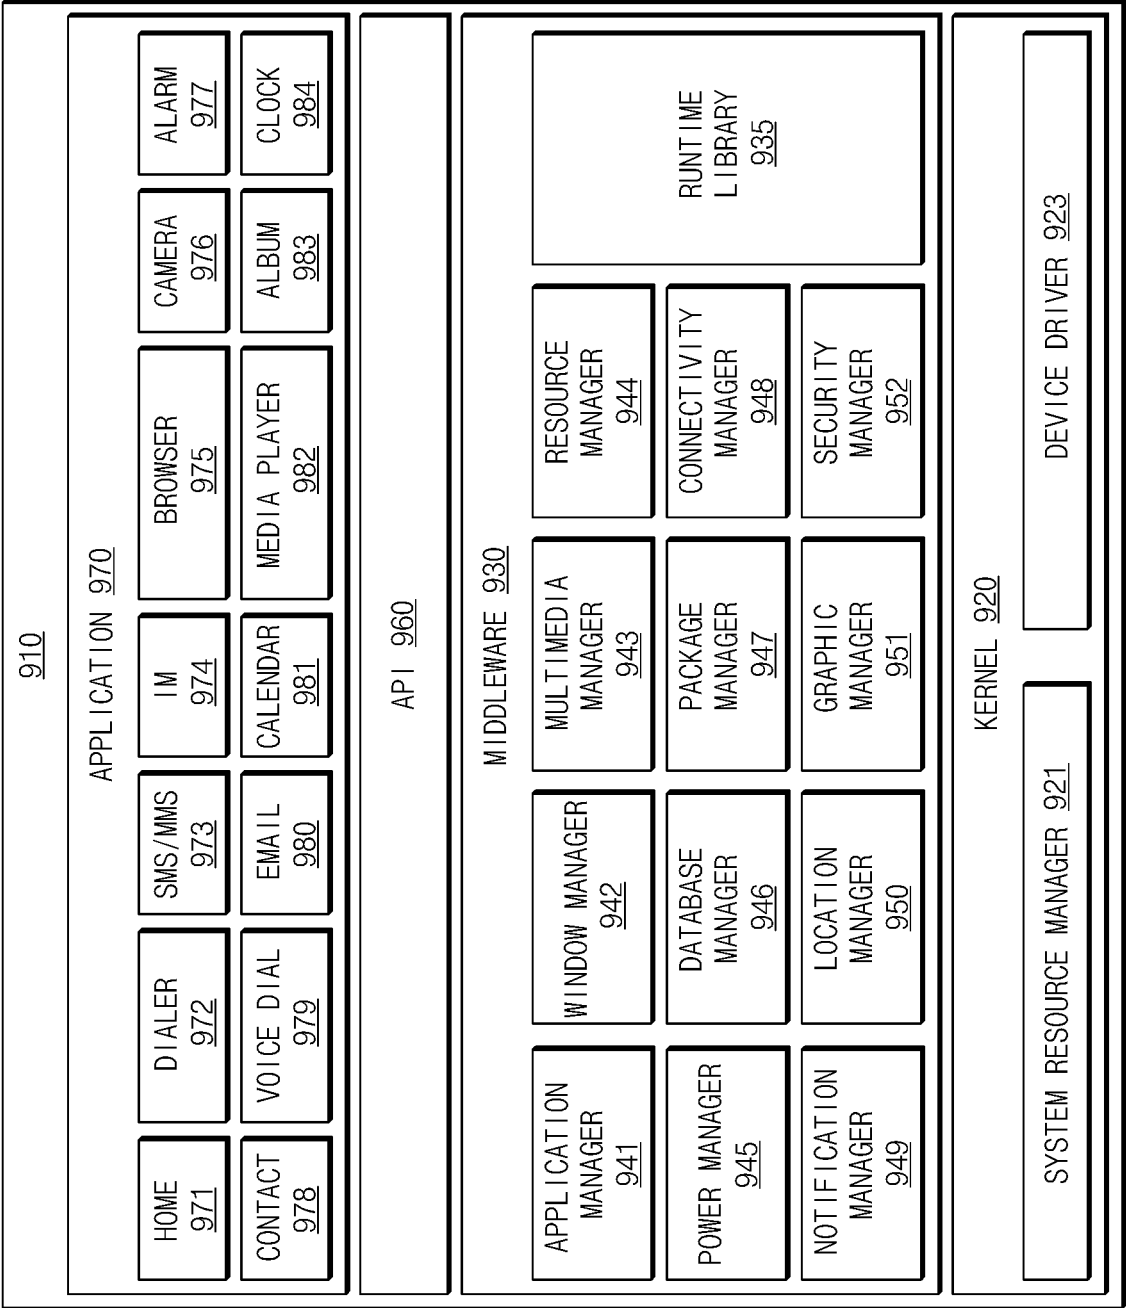 910
APPLICATION 970
HOME
971
DIALER
972
SMS/MMS
973
IM
974
BROWSER
975
CAMERA
976
ALARM
977
CONTACT
978
VOICE DIAL
979
EMAIL
980
CALENDAR
981
MEDIA PLAYER
982
ALBUM
983
CLOCK
984
API 960
MIDDLEWARE 930
APPLICATION
MANAGER
941
WINDOW MANAGER
942
MULTIMEDIA
MANAGER
943
RESOURCE
MANAGER
944
RUNTIME
LIBRARY
935
POWER MANAGER
945
DATABASE
MANAGER
946
PACKAGE
MANAGER
947
CONNECTIVITY
MANAGER
948
NOTIFICATION
MANAGER
949
LOCATION
MANAGER
950
GRAPHIC
MANAGER
951
SECURITY
MANAGER
952
KERNEL 920
SYSTEM RESOURCE MANAGER 921
DEVICE DRIVER 923